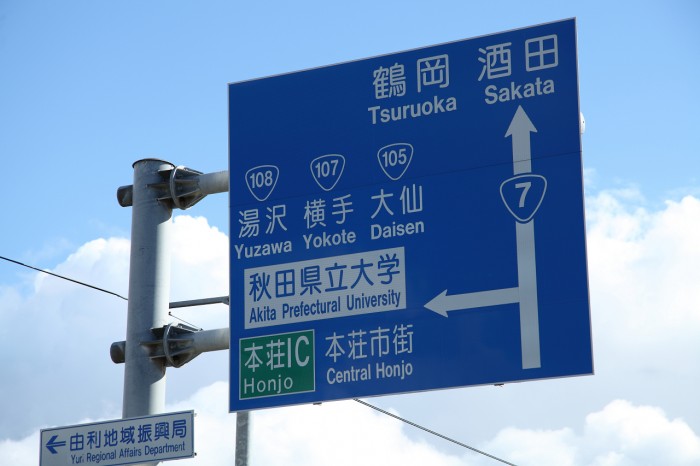 鶴岡 酒田
Tsuruoka Sakata
108 107 105
湯沢 横手 大仙
Yuzawa Yokote Daisen
7
秋田県立大学
Akita Prefectural University
本荘IC 本荘市街
Honjo Central Honjo
由利地域振興局
Yuri Regional Affairs Department